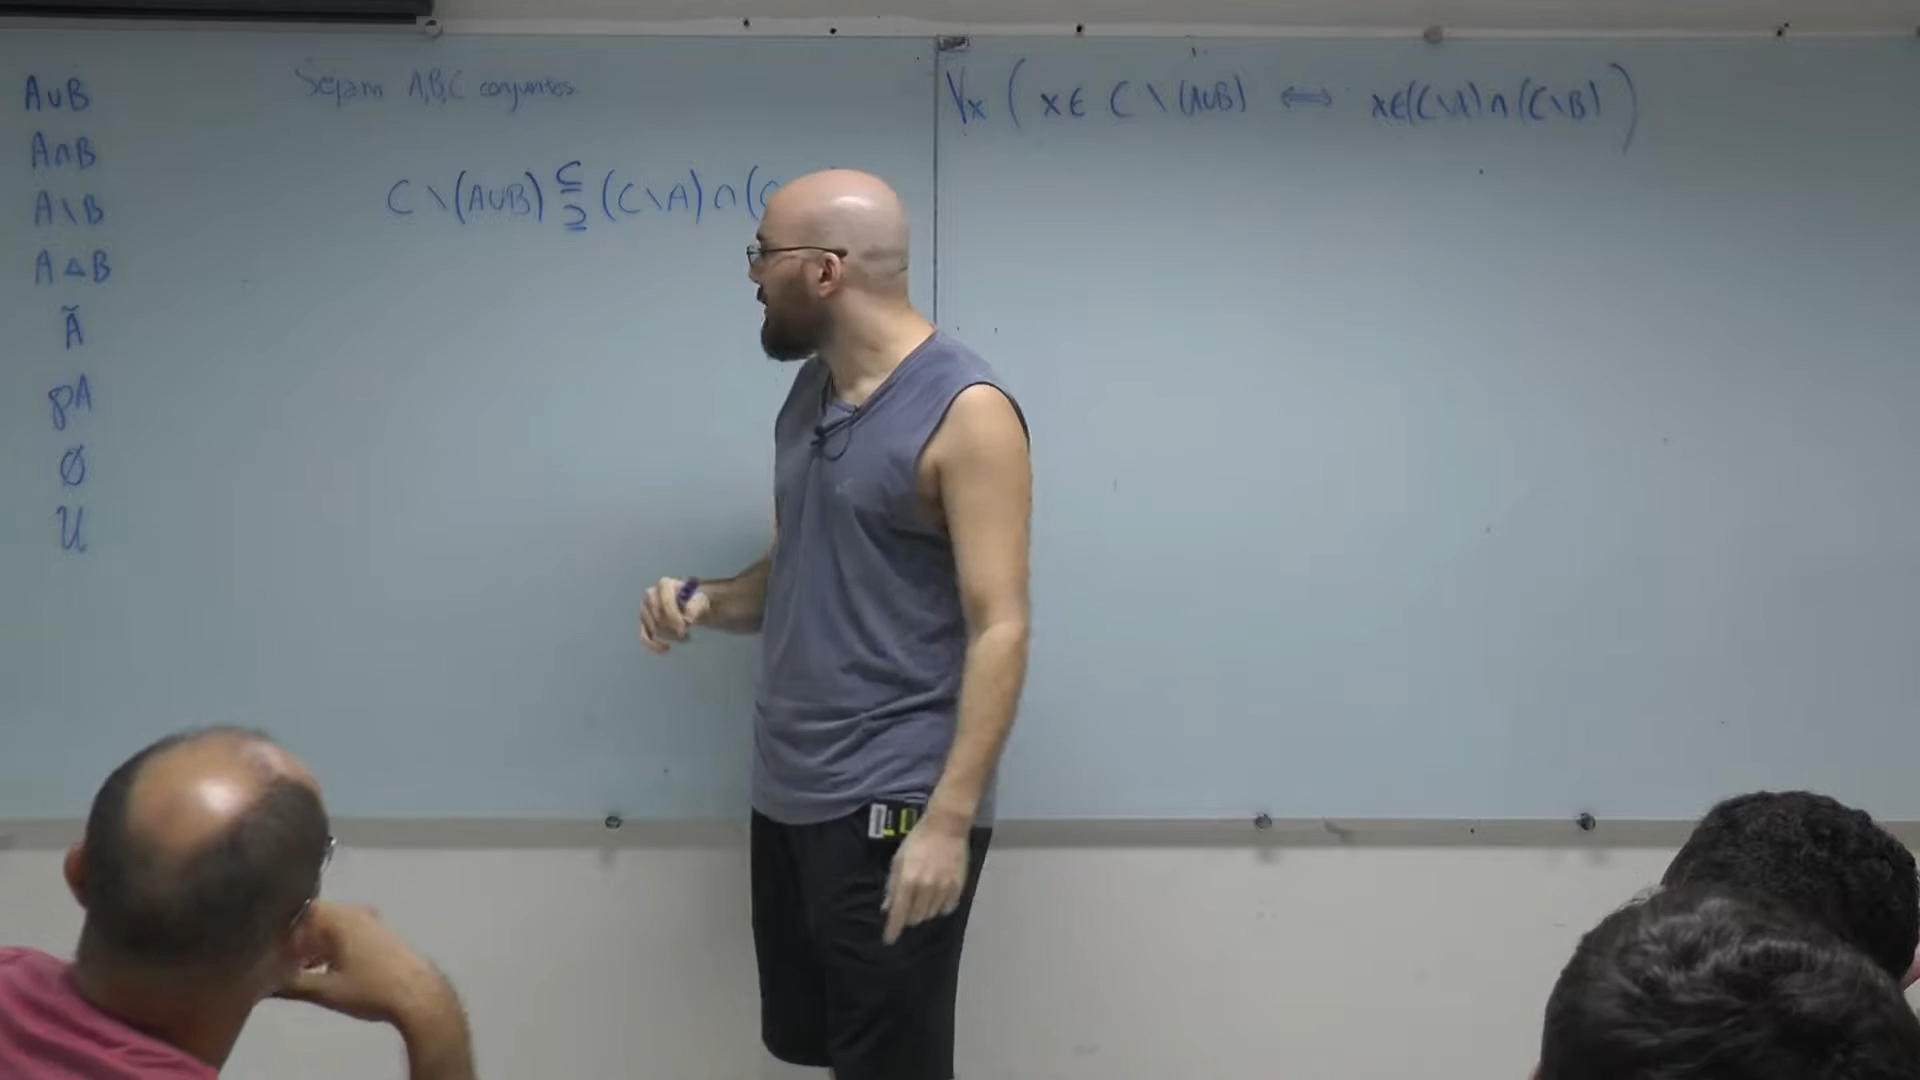 A∪B
A∩B
A\B
A△B
Ã
℘A
∅
U
Sejam A,B,C conjuntos.
C\(A∪B) ⊆ ⊇ (C\A)∩(C
∀x ( x∈ C\(A∪B) ⟺ x∈(C\A)∩(C\B) )